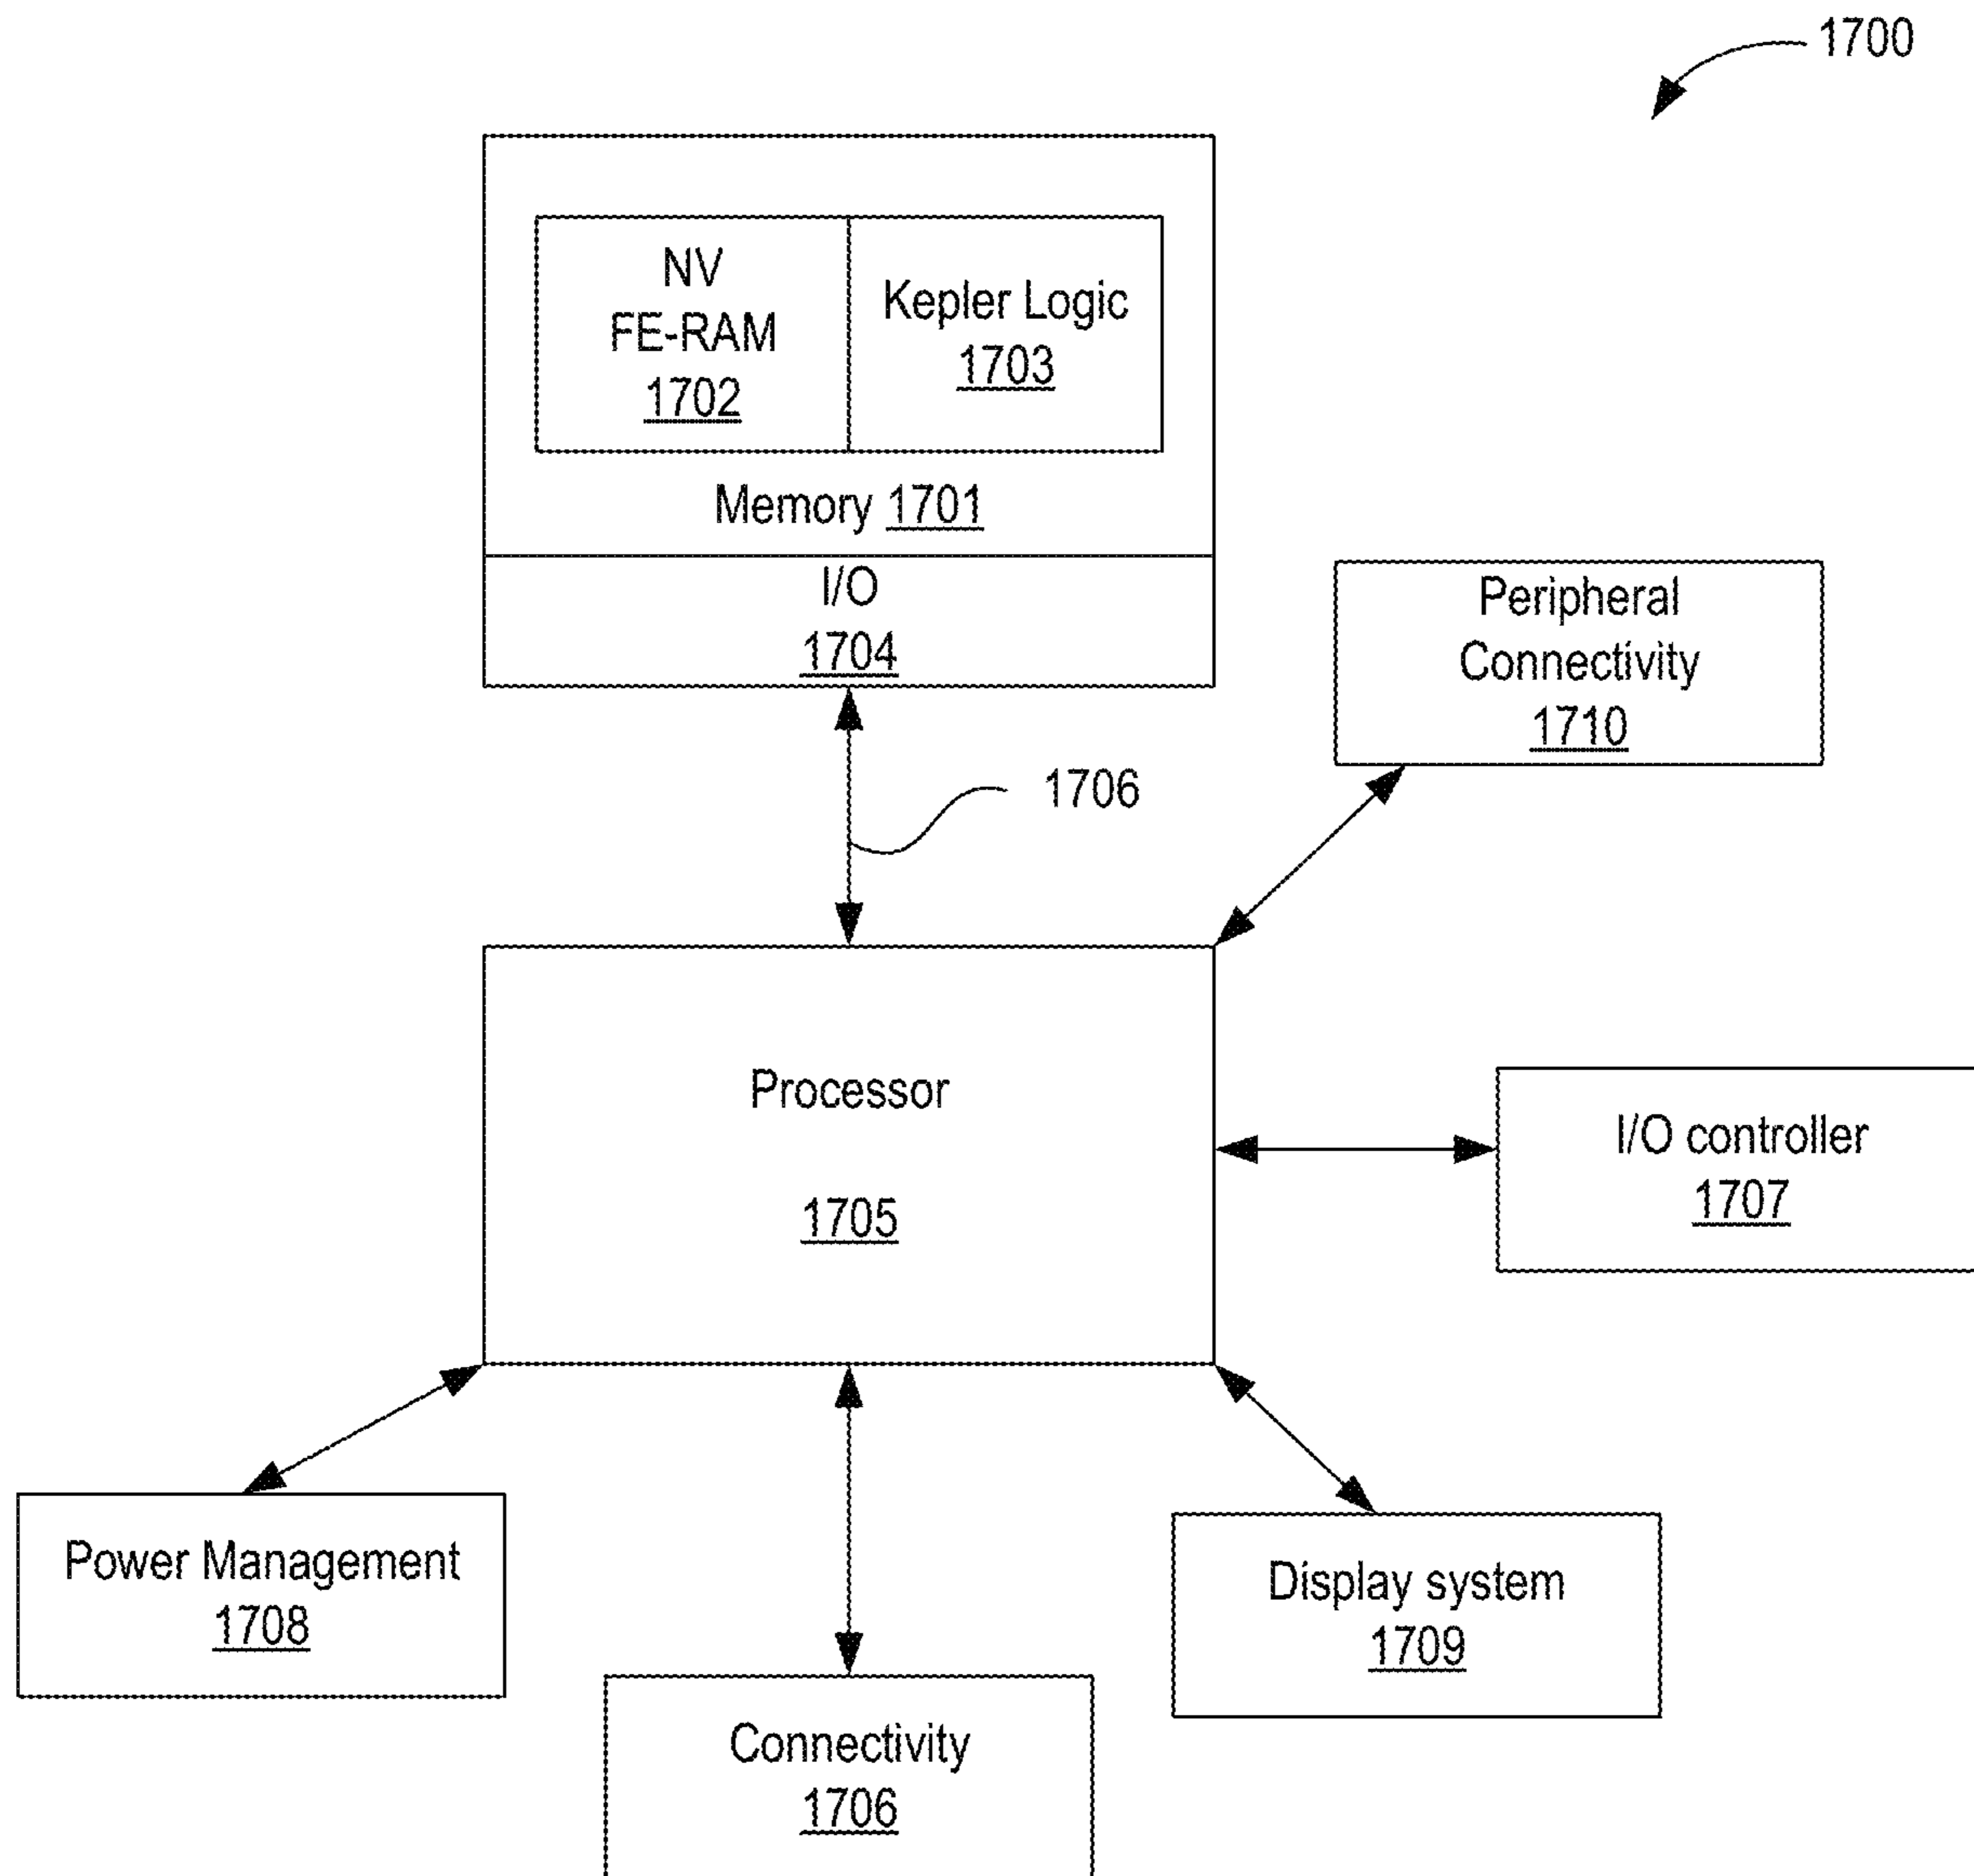 1700
NV
FE-RAM
1702
Kepler Logic
1703
Memory 1701
I/O
1704
Peripheral
Connectivity
1710
1706
Processor
1705
I/O controller
1707
Power Management
1708
Display system
1709
Connectivity
1706